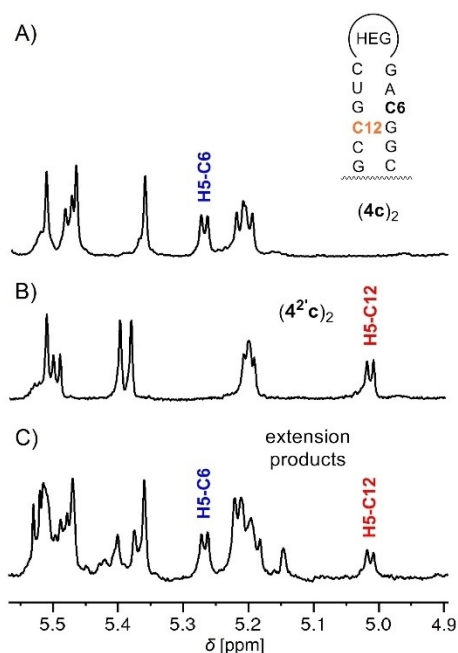 A)
HEG
C G
U A
G C6
C12 G
C G
G C
H5-C6
(4c)₂
B)
(4²'c)₂
H5-C12
C)
extension
products
H5-C6
H5-C12
5.5 5.4 5.3 5.2 5.1 5.0 4.9
δ [ppm]